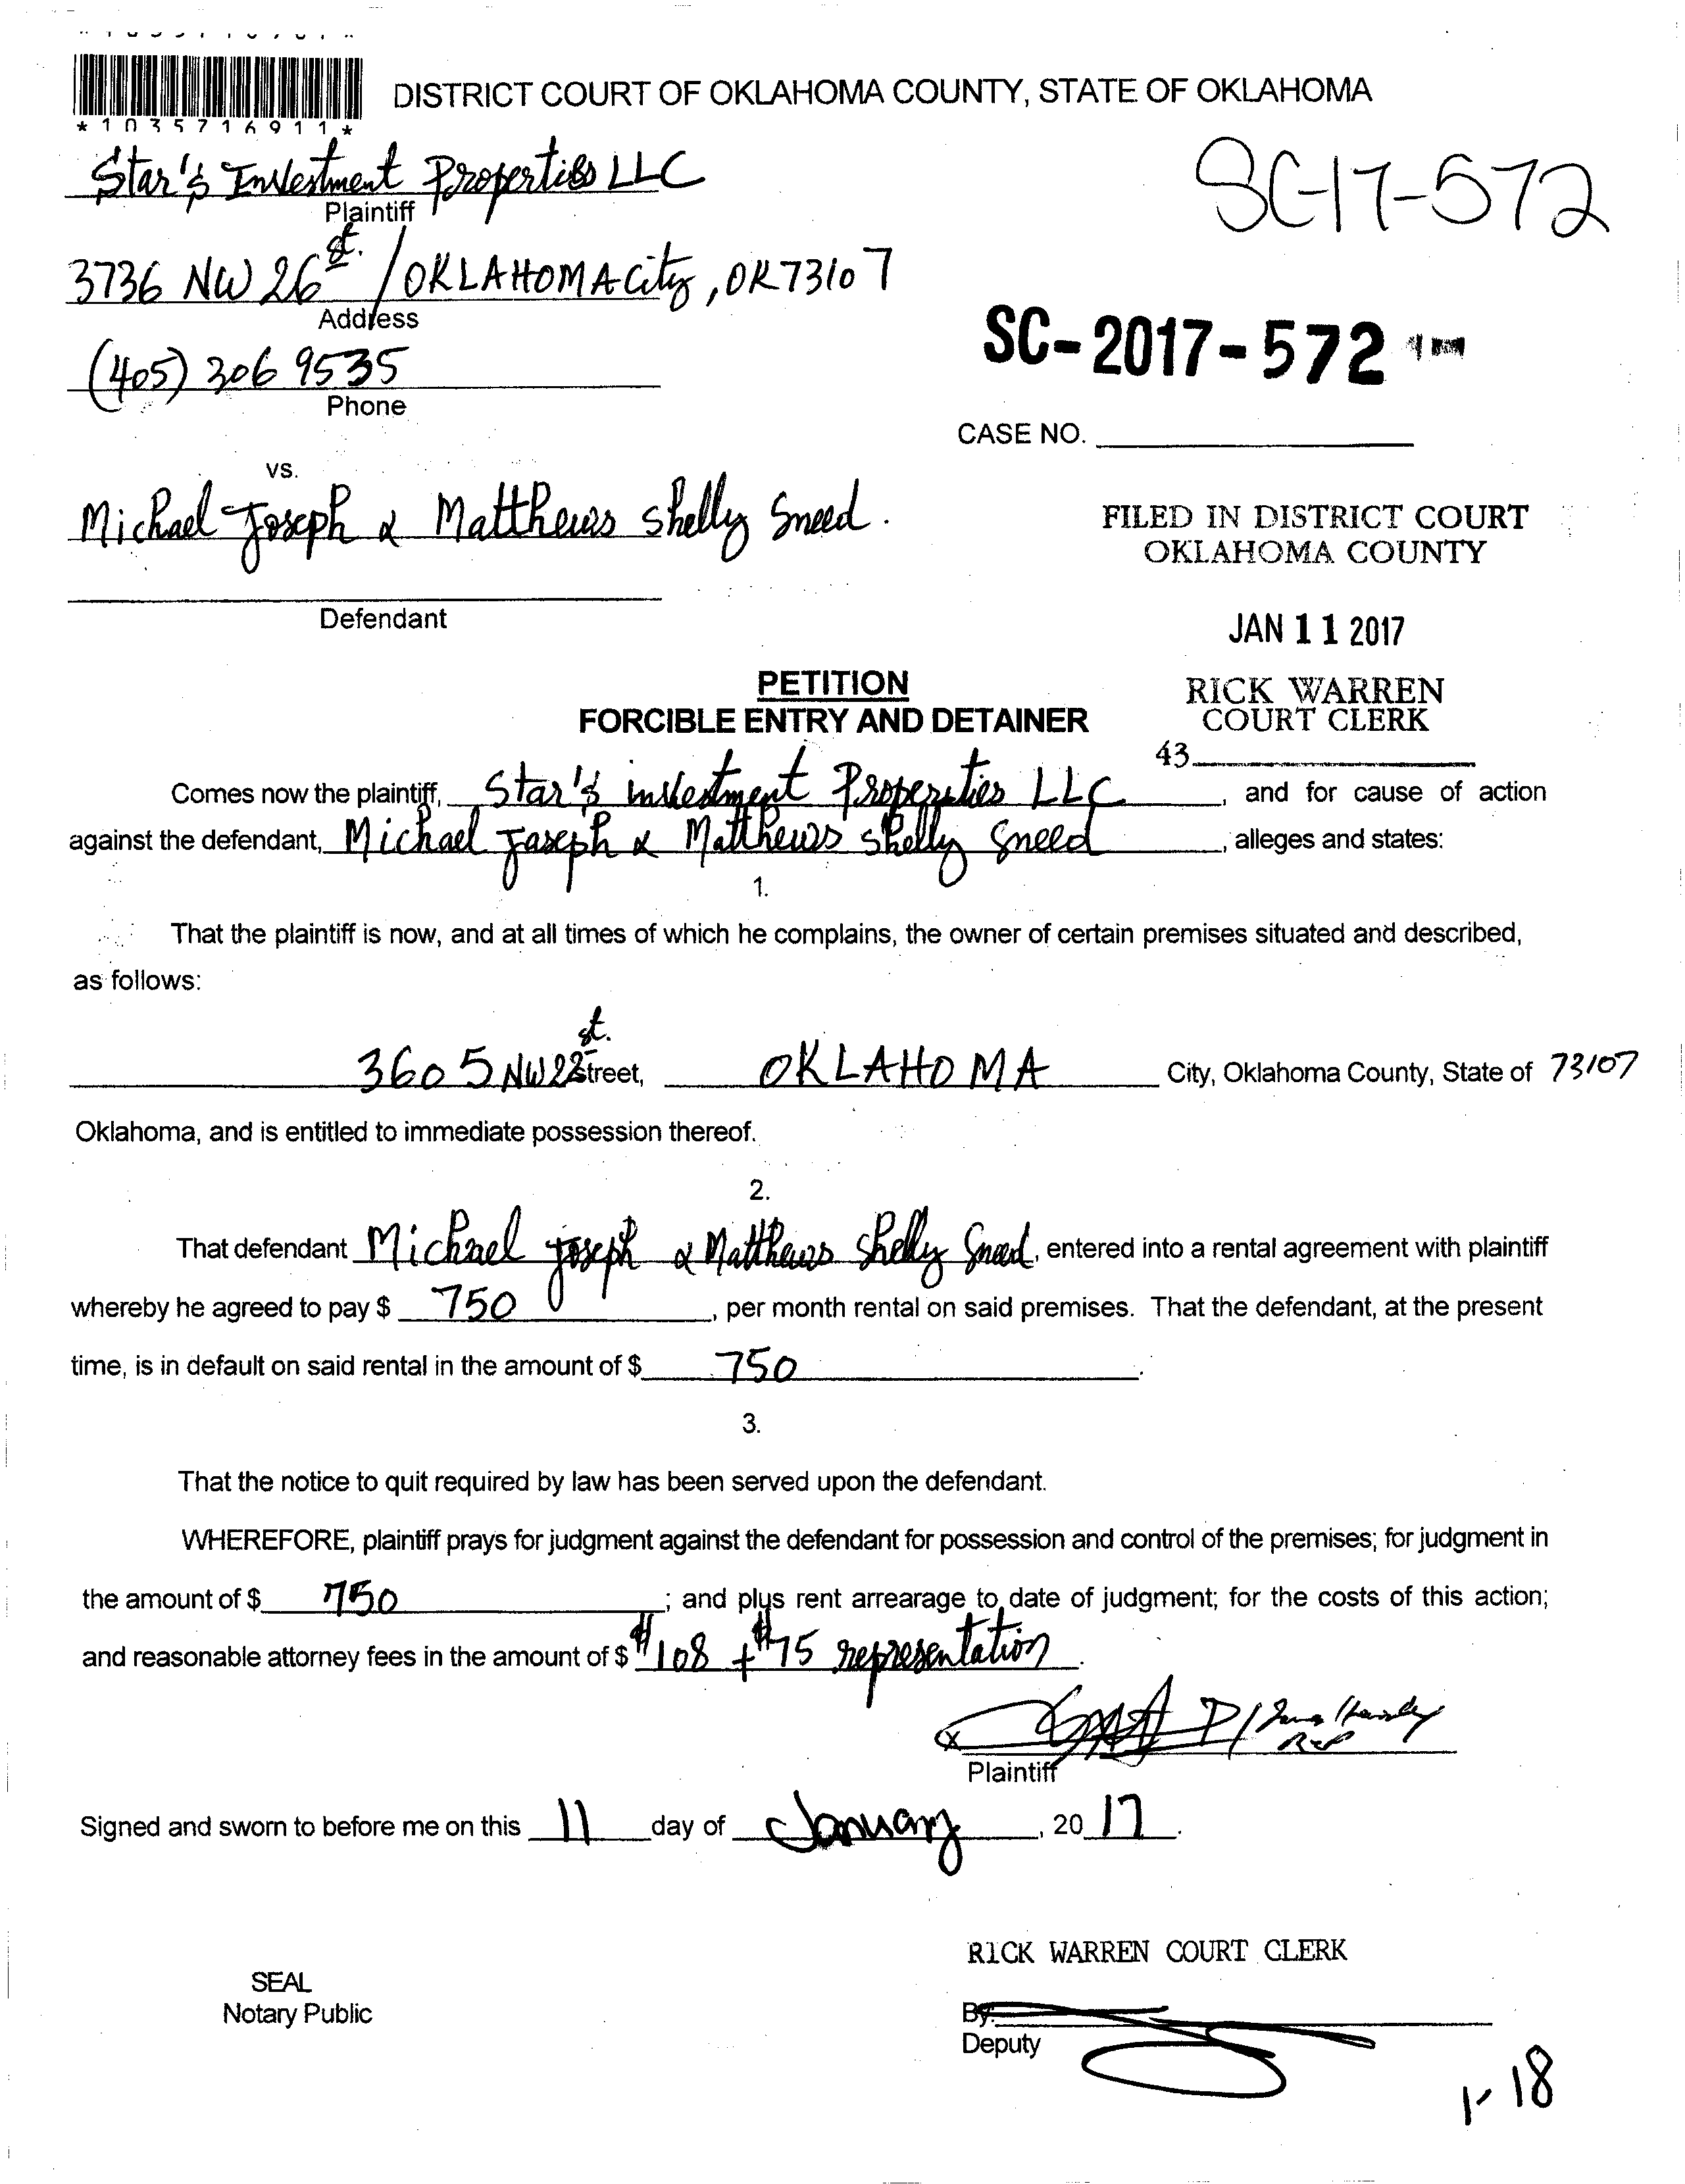 *1035716911*
DISTRICT COURT OF OKLAHOMA COUNTY, STATE OF OKLAHOMA
Star's Investment Properties LLC
Plaintiff
SC-17-572
3736 NW 26st. / OKLAHOMA City, OK 73107
Address
SC-2017-572
(405) 306 9535
Phone
CASE NO.
vs.
Michael Joseph & Matthews Shelly Sneed.
FILED IN DISTRICT COURT
OKLAHOMA COUNTY
Defendant
JAN 11 2017
PETITION
FORCIBLE ENTRY AND DETAINER
RICK WARREN
COURT CLERK
43
Comes now the plaintiff, Star's investment Properties LLC, and for cause of action
against the defendant, Michael Joseph & Matthews Shelly Sneed, alleges and states:
1.
That the plaintiff is now, and at all times of which he complains, the owner of certain premises situated and described,
as follows:
3605 NW 22 st. Street, OKLAHOMA City, Oklahoma County, State of 73107
Oklahoma, and is entitled to immediate possession thereof.
2.
That defendant Michael Joseph & Matthews Shelly Sneed, entered into a rental agreement with plaintiff
whereby he agreed to pay $ 750, per month rental on said premises. That the defendant, at the present
time, is in default on said rental in the amount of $ 750.
3.
That the notice to quit required by law has been served upon the defendant.
WHEREFORE, plaintiff prays for judgment against the defendant for possession and control of the premises; for judgment in
the amount of $ 750; and plus rent arrearage to date of judgment; for the costs of this action;
and reasonable attorney fees in the amount of $ $108 + $75 representation.
Plaintiff
Signed and sworn to before me on this 11 day of January, 20 17.
RICK WARREN COURT CLERK
SEAL
Notary Public
By:
Deputy
1-18